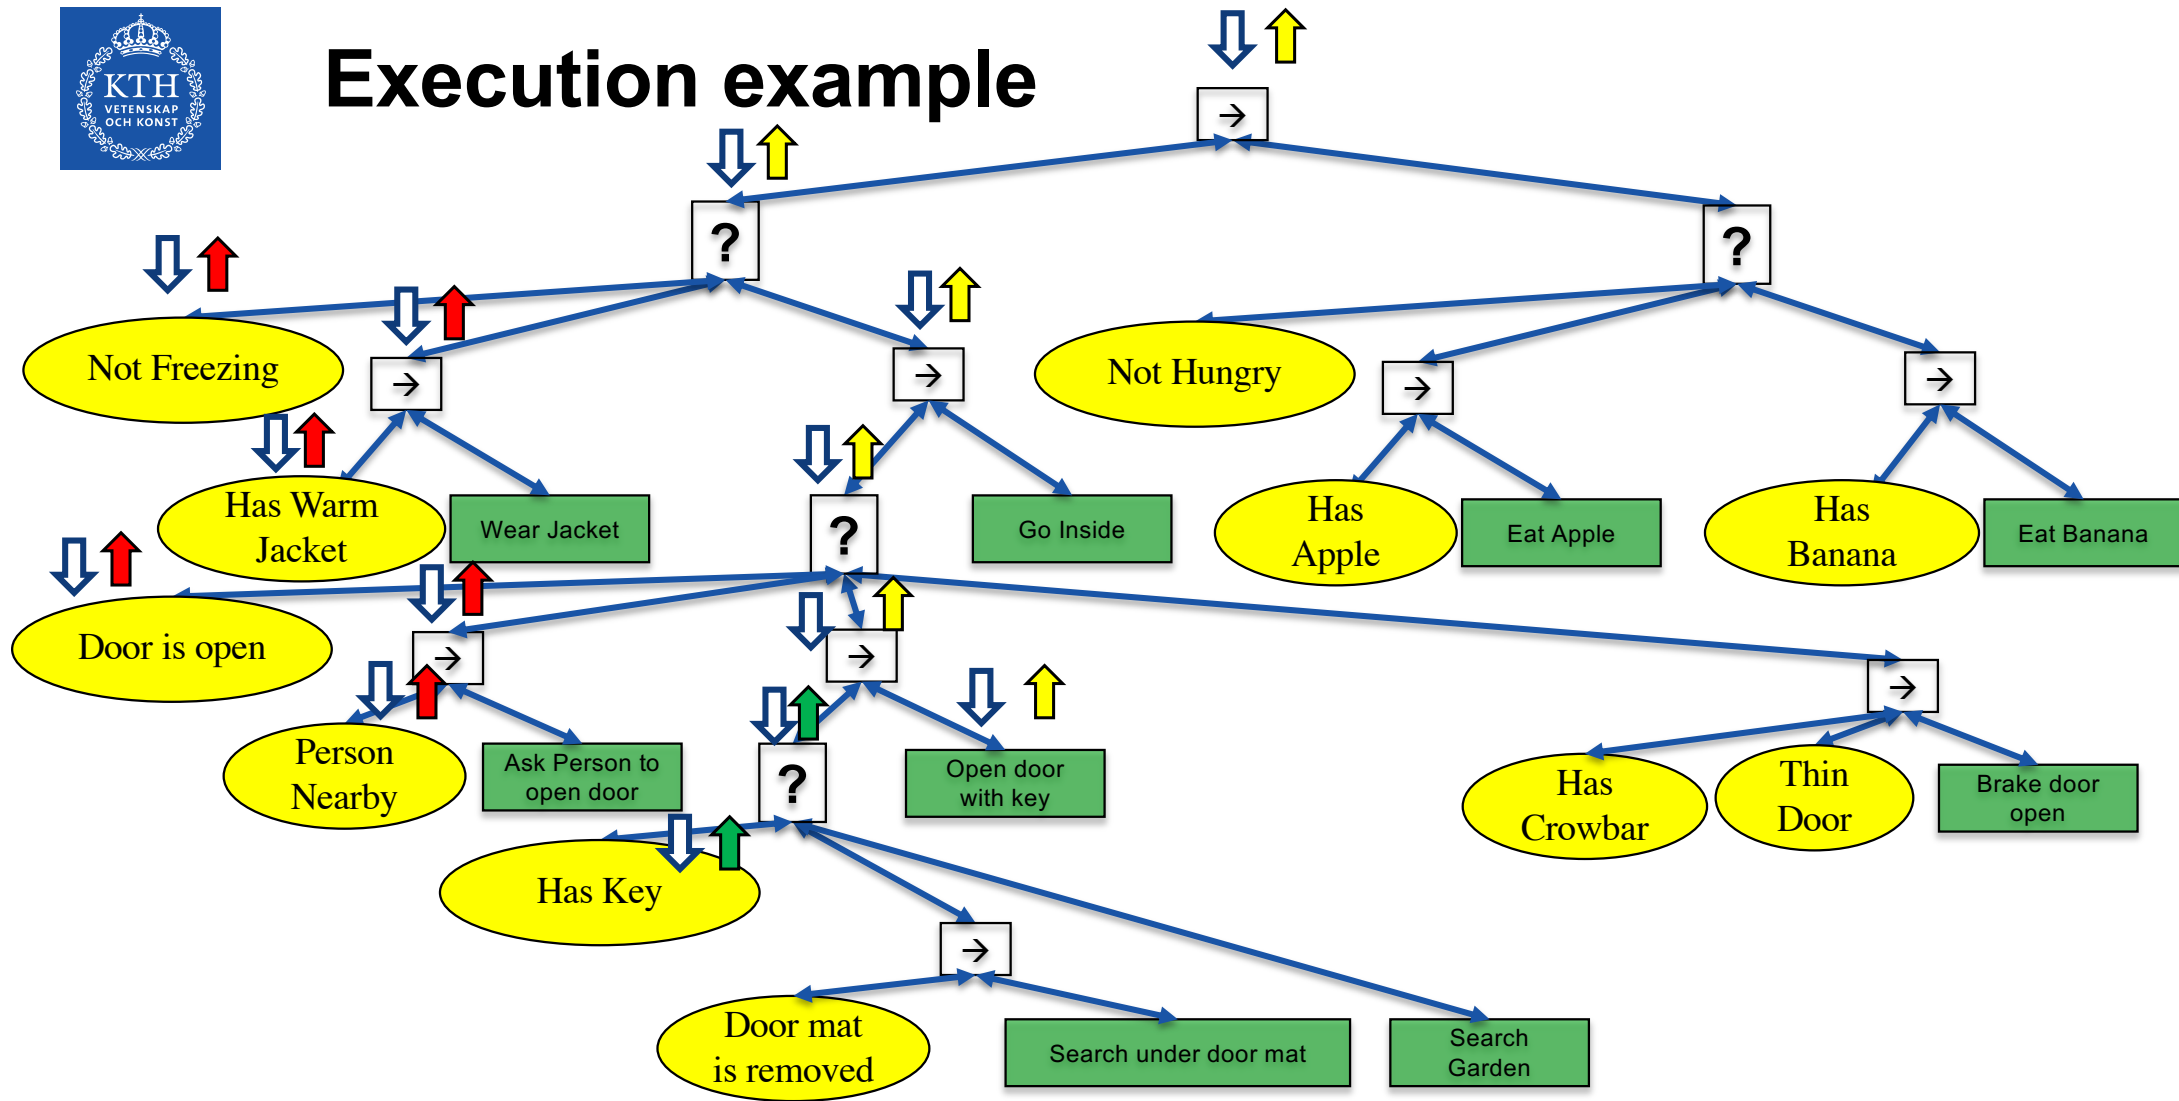 KTH
VETENSKAP
OCH KONST
Execution example
→
?
?
Not Freezing
→
→
Not Hungry
→
→
Has Warm
Jacket
Wear Jacket
?
Go Inside
Has
Apple
Eat Apple
Has
Banana
Eat Banana
Door is open
→
→
→
Person
Nearby
Ask Person to
open door
?
Open door
with key
Has
Crowbar
Thin
Door
Brake door
open
Has Key
→
Door mat
is removed
Search under door mat
Search
Garden